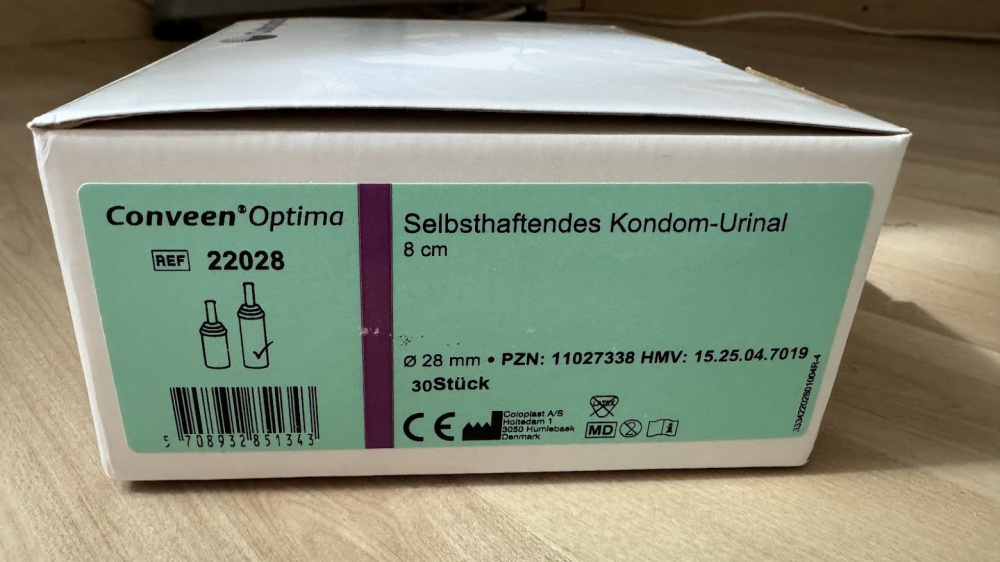 Conveen® Optima
REF 22028
5 708932 851343
Selbsthaftendes Kondom-Urinal
8 cm
Ø 28 mm • PZN: 11027338 HMV: 15.25.04.7019
30Stück
CE
Coloplast A/S
Holtedam 1
3050 Humlebaek
Denmark
LATEX
MD